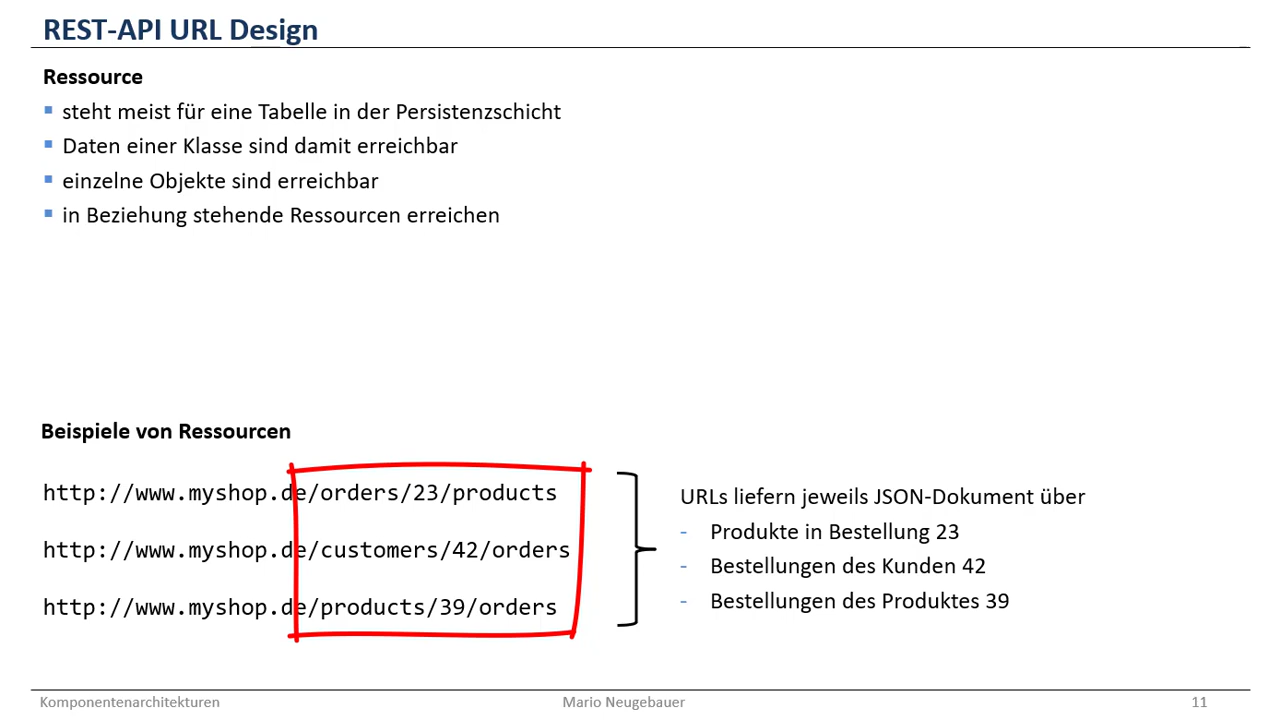 REST-API URL Design
Ressource
steht meist für eine Tabelle in der Persistenzschicht
Daten einer Klasse sind damit erreichbar
einzelne Objekte sind erreichbar
in Beziehung stehende Ressourcen erreichen
Beispiele von Ressourcen
http://www.myshop.de/orders/23/products
http://www.myshop.de/customers/42/orders
http://www.myshop.de/products/39/orders
URLs liefern jeweils JSON-Dokument über
- Produkte in Bestellung 23
- Bestellungen des Kunden 42
- Bestellungen des Produktes 39
Komponentenarchitekturen
Mario Neugebauer
11